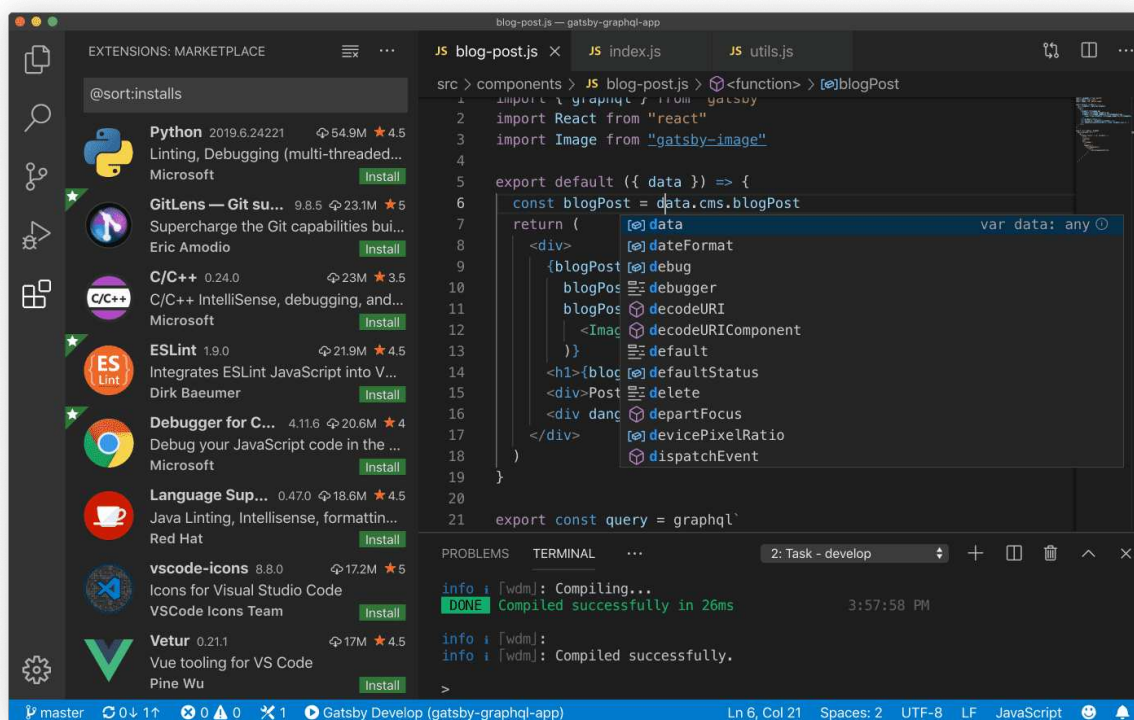 blog-post.js — gatsby-graphql-app
EXTENSIONS: MARKETPLACE
@sort:installs
Python 2019.6.24221 54.9M ★4.5
Linting, Debugging (multi-threaded...
Microsoft Install
GitLens — Git su... 9.8.5 23.1M ★5
Supercharge the Git capabilities bui...
Eric Amodio Install
C/C++
C/C++ 0.24.0 23M ★3.5
C/C++ IntelliSense, debugging, and...
Microsoft Install
ES
Lint
ESLint 1.9.0 21.9M ★4.5
Integrates ESLint JavaScript into V...
Dirk Baeumer Install
Debugger for C... 4.11.6 20.6M ★4
Debug your JavaScript code in the ...
Microsoft Install
Language Sup... 0.47.0 18.6M ★4.5
Java Linting, Intellisense, formattin...
Red Hat Install
vscode-icons 8.8.0 17.2M ★5
Icons for Visual Studio Code
VSCode Icons Team Install
Vetur 0.21.1 17M ★4.5
Vue tooling for VS Code
Pine Wu Install
JS blog-post.js × JS index.js JS utils.js ...
src > components > JS blog-post.js > <function> > blogPost
1 import { graphql } from "gatsby"
2 import React from "react"
3 import Image from "gatsby-image"
4
5 export default ({ data }) => {
6 const blogPost = data.cms.blogPost
7 return (
8 <div>
9 {blogPost
10 blogPos
11 blogPos
12 <Imag
13 )}
14 <h1>{blog
15 <div>Post
16 <div dang
17 </div>
18 )
19 }
20
21 export const query = graphql`
data var data: any
dateFormat
debug
debugger
decodeURI
decodeURIComponent
default
defaultStatus
delete
departFocus
devicePixelRatio
dispatchEvent
PROBLEMS TERMINAL ... 2: Task - develop
info i ｢wdm｣: Compiling...
DONE Compiled successfully in 26ms 3:57:58 PM
info i ｢wdm｣:
info i ｢wdm｣: Compiled successfully.
>
master 0↓ 1↑ 0 0 1 Gatsby Develop (gatsby-graphql-app) Ln 6, Col 21 Spaces: 2 UTF-8 LF JavaScript